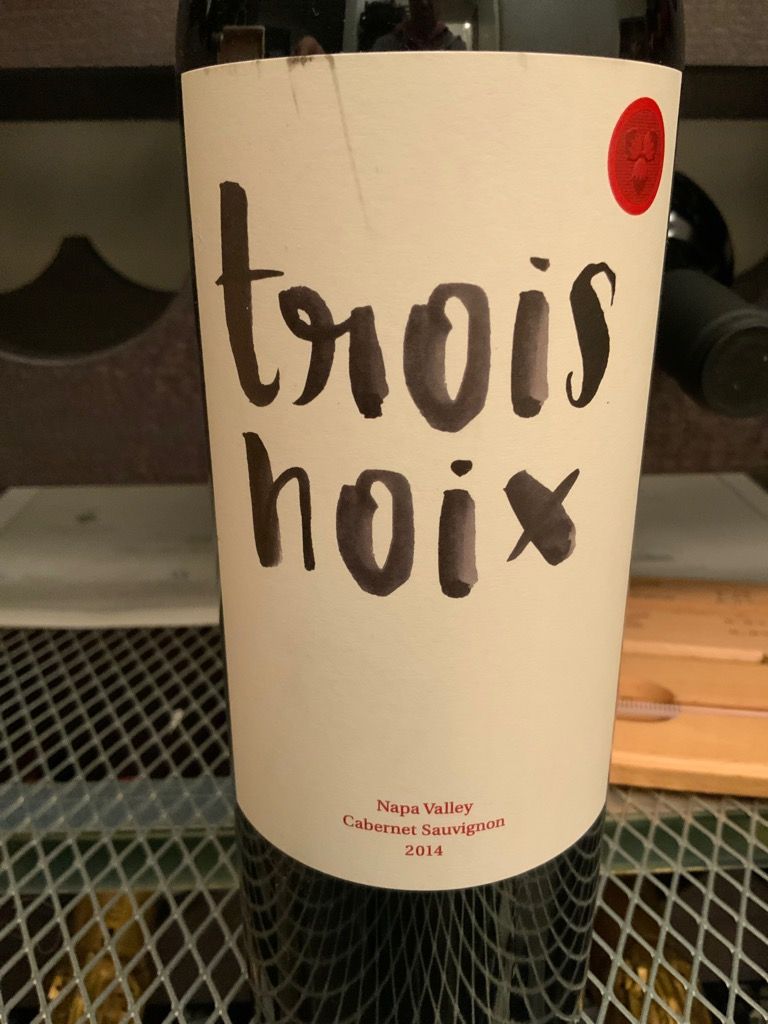 trois
noix
Napa Valley
Cabernet Sauvignon
2014